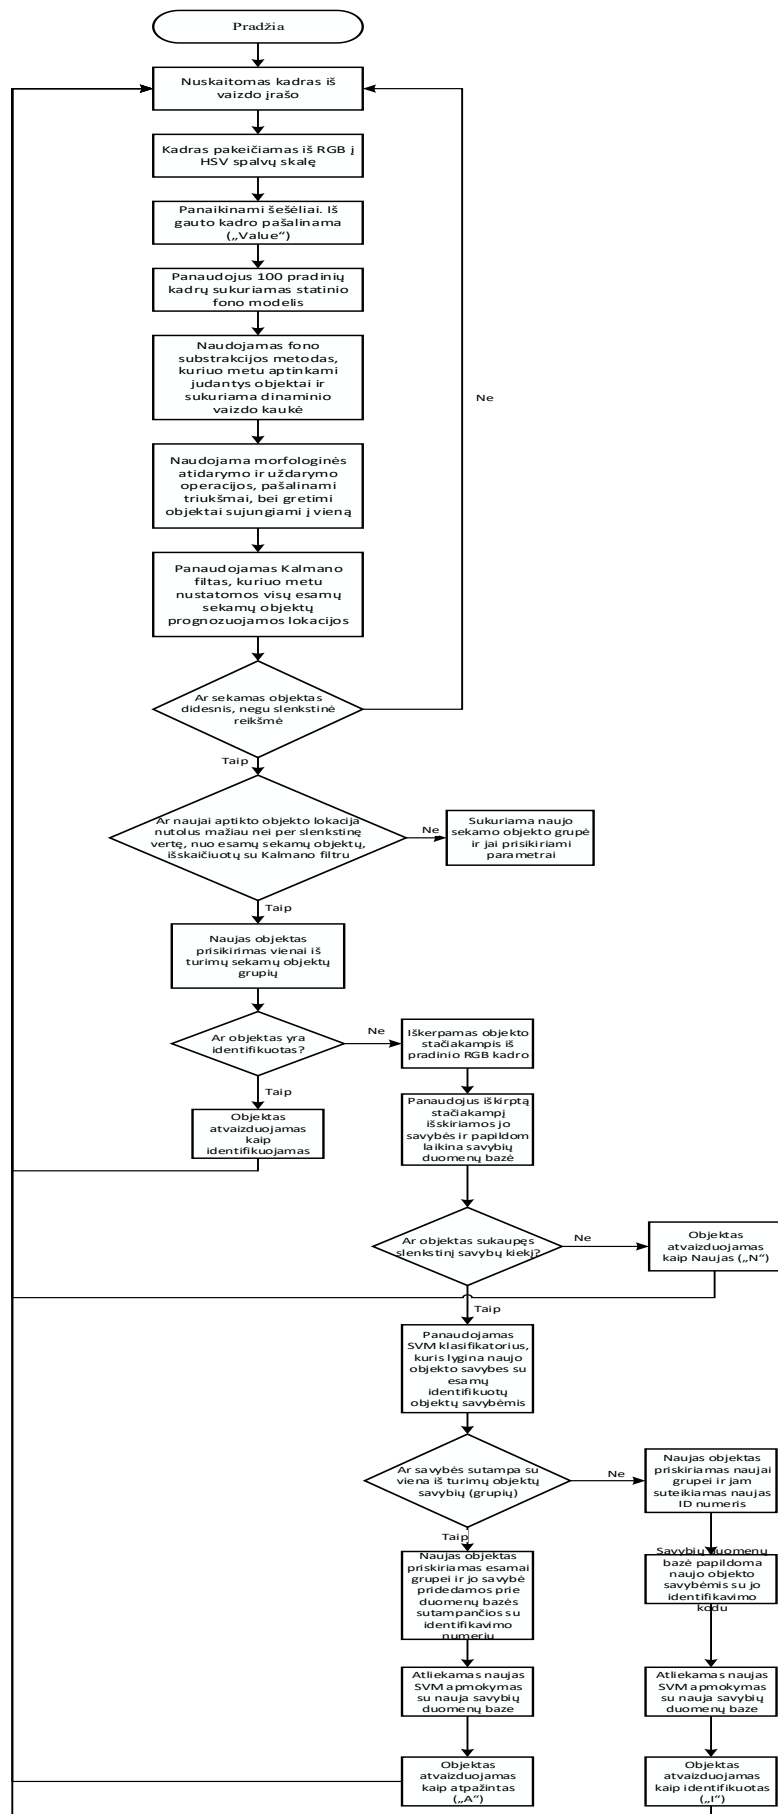 Pradžia
Nuskaitomas kadras iš
vaizdo įrašo
Kadras pakeičiamas iš RGB į
HSV spalvų skalę
Panaikinami šešėliai. Iš
gauto kadro pašalinama
(„Value“)
Panaudojus 100 pradinių
kadrų sukuriamas statinio
fono modelis
Naudojamas fono
substrakcijos metodas,
kuriuo metu aptinkami
judantys objektai ir
sukuriama dinaminio
vaizdo kaukė
Ne
Naudojama morfologinės
atidarymo ir uždarymo
operacijos, pašalinami
triukšmai, bei gretimi
objektai sujungiami į vieną
Panaudojamas Kalmano
filtas, kuriuo metu
nustatomos visų esamų
sekamų objektų
prognozuojamos lokacijos
Ar sekamas objektas
didesnis, negu slenkstinė
reikšmė
Taip
Ar naujai aptikto objekto lokacija
nutolus mažiau nei per slenkstinę
vertę, nuo esamų sekamų objektų,
išskaičiuotų su Kalmano filtru
Ne
Sukuriama naujo
sekamo objekto grupė
ir jai prisikiriami
parametrai
Taip
Naujas objektas
prisikirimas vienai iš
turimų sekamų objektų
grupių
Ar objektas yra
identifikuotas?
Ne
Iškerpamas objekto
stačiakampis iš
pradinio RGB kadro
Taip
Objektas
atvaizduojamas
kaip
identifikuojamas
Panaudojus iškirptą
stačiakampį
išskiriamos jo
savybės ir papildom
laikina savybių
duomenų bazė
Ar objektas sukaupęs
slenkstinį savybų kiekį?
Ne
Objektas
atvaizduojamas
kaip Naujas („N“)
Taip
Panaudojamas
SVM klasifikatorius,
kuris lygina naujo
objekto savybes su
esamų
identifikuotų
objektų savybėmis
Ar savybės sutampa su
viena iš turimų objektų
savybių (grupių)
Ne
Naujas objektas
priskiriamas naujai
grupei ir jam
suteikiamas naujas
ID numeris
Taip
Naujas objektas
priskiriamas esamai
grupei ir jo savybė
pridedamos prie
duomenų bazės
sutampančios su
identifikavimo
numeriu
Savybių duomenų
bazė papildoma
naujo objekto
savybėmis su jo
identifikavimo
kodu
Atliekamas naujas
SVM apmokymas
su nauja savybių
duomenų baze
Atliekamas naujas
SVM apmokymas
su nauja savybių
duomenų baze
Objektas
atvaizduojamas
kaip atpažintas
(„A“)
Objektas
atvaizduojamas
kaip identifikuotas
(„I“)